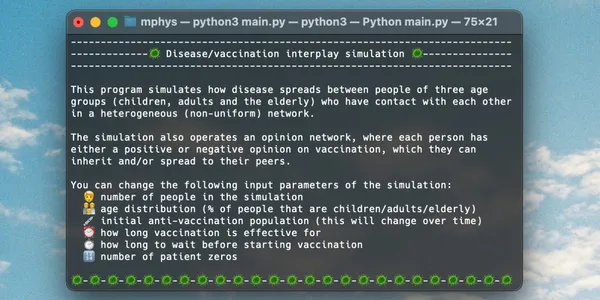 mphys — python3 main.py — python3 — Python main.py — 75×21
Disease/vaccination interplay simulation
This program simulates how disease spreads between people of three age
groups (children, adults and the elderly) who have contact with each other
in a heterogeneous (non-uniform) network.
The simulation also operates an opinion network, where each person has
either a positive or negative opinion on vaccination, which they can
inherit and/or spread to their peers.
You can change the following input parameters of the simulation:
number of people in the simulation
age distribution (% of people that are children/adults/elderly)
initial anti-vaccination population (this will change over time)
how long vaccination is effective for
how long to wait before starting vaccination
number of patient zeros